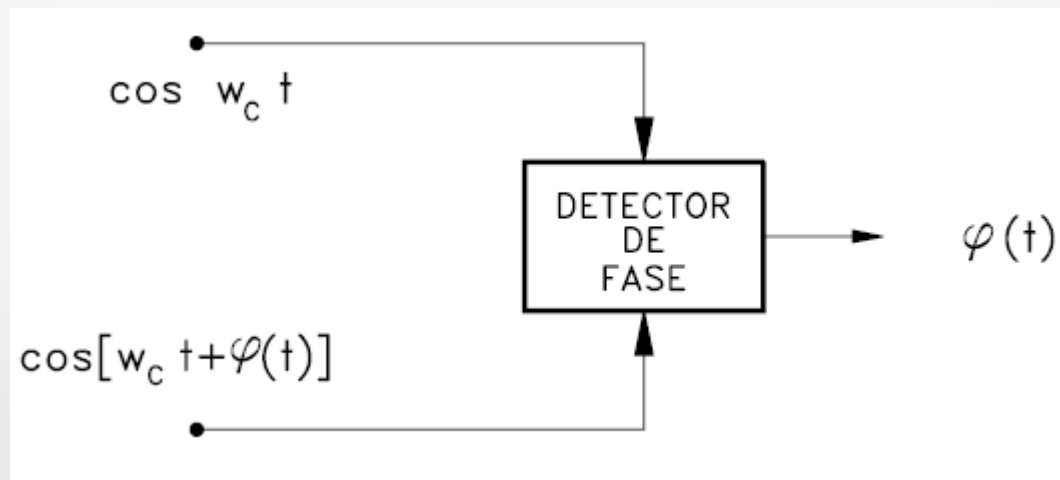 cos w_c t
DETECTOR
DE
FASE
φ(t)
cos[w_c t+φ(t)]